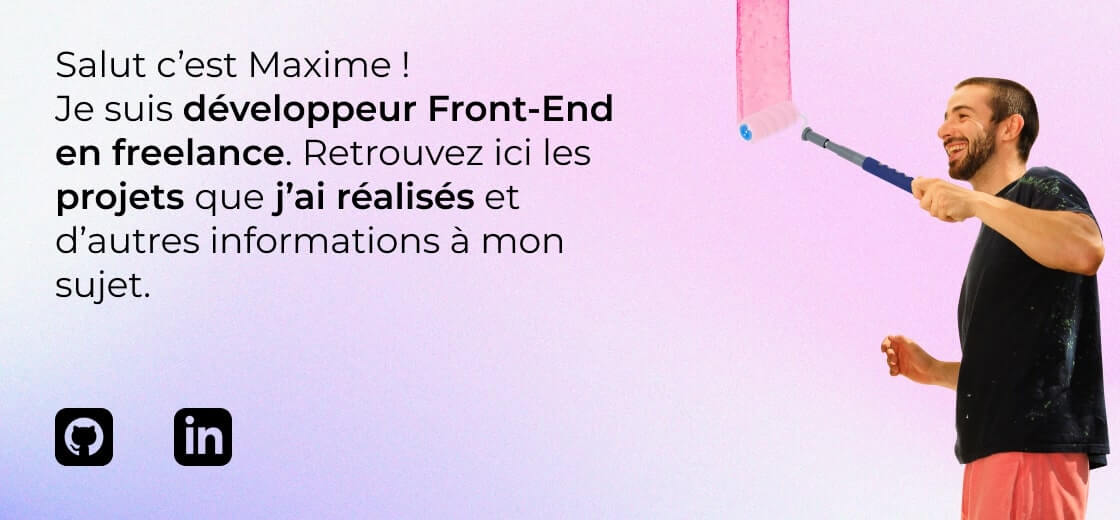 Salut c’est Maxime !
Je suis développeur Front-End
en freelance. Retrouvez ici les
projets que j’ai réalisés et
d’autres informations à mon
sujet.
in